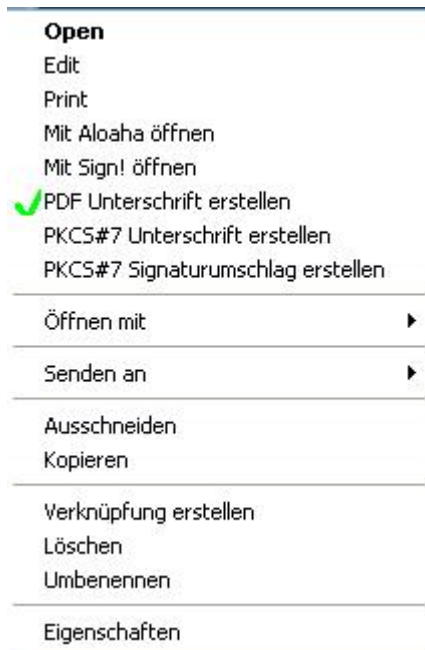 Open
Edit
Print
Mit Aloaha öffnen
Mit Sign! öffnen
PDF Unterschrift erstellen
PKCS#7 Unterschrift erstellen
PKCS#7 Signaturumschlag erstellen
Öffnen mit
Senden an
Ausschneiden
Kopieren
Verknüpfung erstellen
Löschen
Umbenennen
Eigenschaften